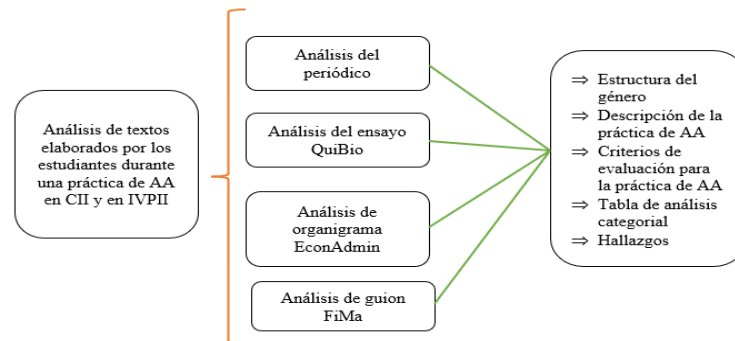 Análisis de textos
elaborados por los
estudiantes durante
una práctica de AA
en CII y en IVPII
Análisis del
periódico
Análisis del ensayo
QuiBio
Análisis de
organigrama
EconAdmin
Análisis de guion
FiMa
⇒ Estructura del
género
⇒ Descripción de la
práctica de AA
⇒ Criterios de
evaluación para
la práctica de AA
⇒ Tabla de análisis
categorial
⇒ Hallazgos